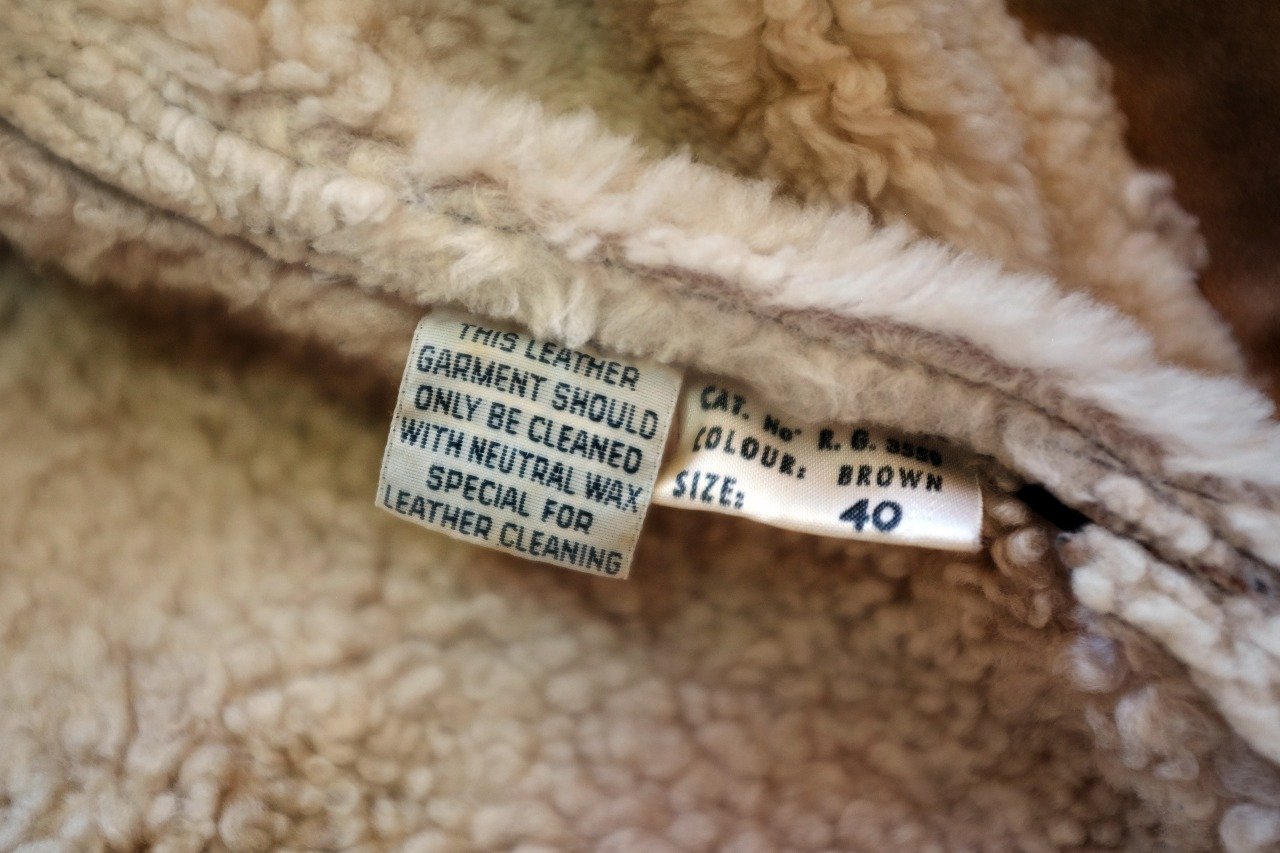 THIS LEATHER
GARMENT SHOULD
ONLY BE CLEANED
WITH NEUTRAL WAX
SPECIAL FOR
LEATHER CLEANING
CAT. No. R. G.
COLOUR: BROWN
SIZE: 40